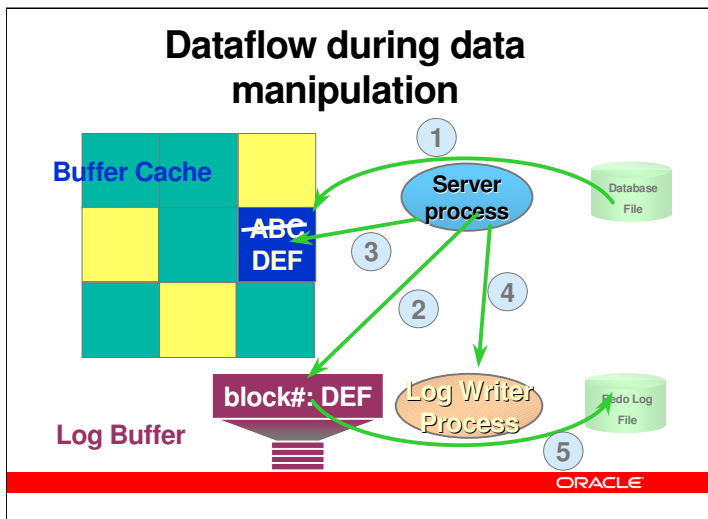 Dataflow during data
manipulation
1
Buffer Cache
Server
process
Database
File
ABC
DEF
3
2
4
block#: DEF
Log Writer
Process
Redo Log
File
Log Buffer
5
ORACLE